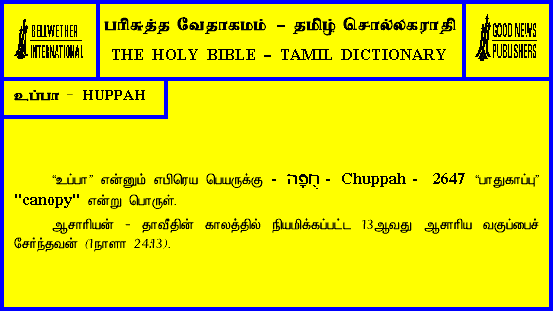 BELLWETHER
INTERNATIONAL
பரிசுத்த வேதாகமம் – தமிழ் சொல்லகராதி
THE HOLY BIBLE – TAMIL DICTIONARY
GOOD NEWS
PUBLISHERS
உப்பா - HUPPAH
“உப்பா” என்னும் எபிரெய பெயருக்கு - חֻפָּה - Chuppah - 2647 “பாதுகாப்பு”
"canopy" என்று பொருள்.
ஆசாரியன் - தாவீதின் காலத்தில் நியமிக்கப்பட்ட 13ஆவது ஆசாரிய வகுப்பைச்
சேர்ந்தவன் (1நாளா 24:13).